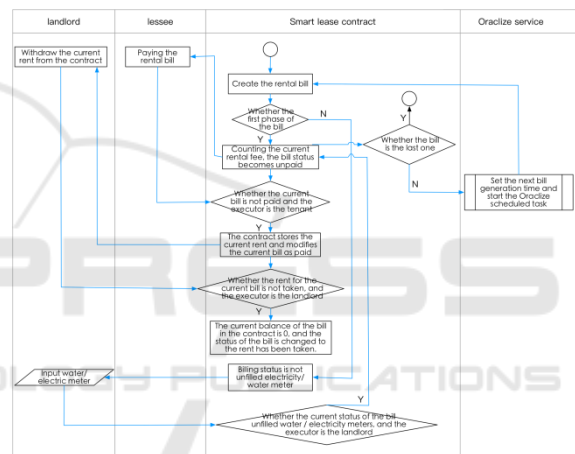 landlord
lessee
Smart lease contract
Oraclize service
Withdraw the current
rent from the contract
Paying the
rental bill
Create the rental bill
Whether the
first phase of
the bill
N
Y
Y
Whether the bill
is the last one
Counting the current
rental fee, the bill status
becomes unpaid
N
Set the next bill
generation time and
start the Oraclize
scheduled task
Whether the current
bill is not paid and the
executor is the tenant
Y
The contract stores the
current rent and modifies
the current bill as paid
Whether the rent for the
current bill is not taken, and
the executor is the landlord
Y
The current balance of the bill
in the contract is 0, and the
status of the bill is changed to
the rent has been taken.
Input water/
electric meter
Billing status is not
unfilled electricity/
water meter
Y
Whether the current status of the bill
unfilled water / electricity meters, and the
executor is the landlord
PRESS
OLOGY PUBLICATIONS